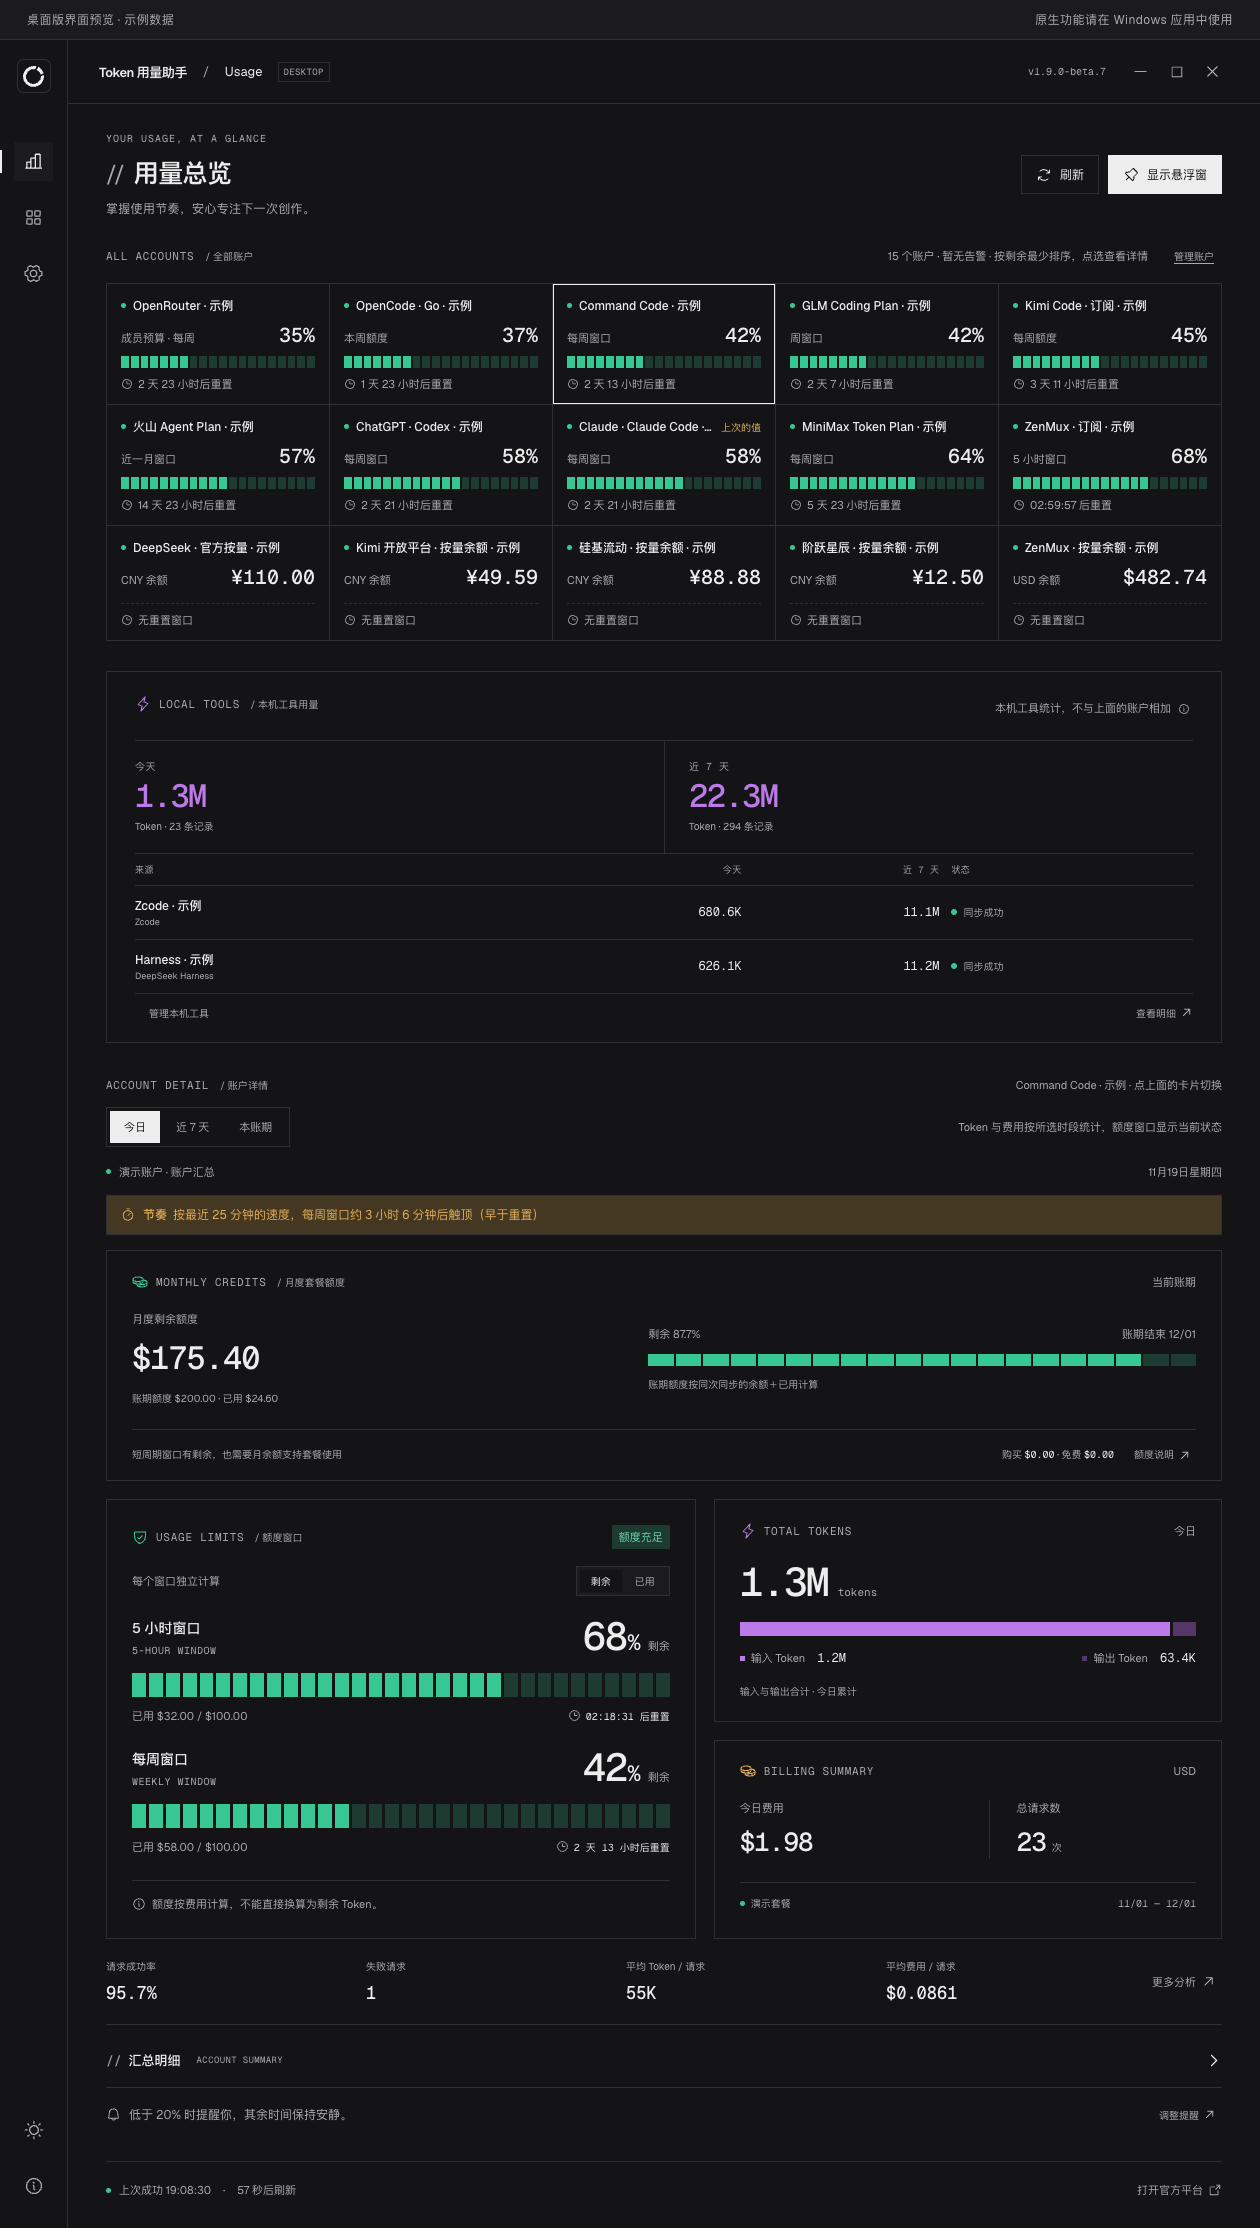 桌面版界面预览 · 示例数据
原生功能请在 Windows 应用中使用
Token 用量助手 / Usage DESKTOP
v1.9.0-beta.7
YOUR USAGE, AT A GLANCE
// 用量总览
刷新
显示悬浮窗
掌握使用节奏，安心专注下一次创作。
ALL ACCOUNTS / 全部账户
15 个账户 · 暂无告警 · 按剩余最少排序，点选查看详情
管理账户
OpenRouter · 示例
成员预算 · 每周 35%
2 天 23 小时后重置
OpenCode · Go · 示例
本周额度 37%
1 天 23 小时后重置
Command Code · 示例
每周窗口 42%
2 天 13 小时后重置
GLM Coding Plan · 示例
周窗口 42%
2 天 7 小时后重置
Kimi Code · 订阅 · 示例
每周额度 45%
3 天 11 小时后重置
火山 Agent Plan · 示例
近一月窗口 57%
14 天 23 小时后重置
ChatGPT · Codex · 示例
每周窗口 58%
2 天 21 小时后重置
Claude · Claude Code ·… 上次的值
每周窗口 58%
2 天 21 小时后重置
MiniMax Token Plan · 示例
每周窗口 64%
5 天 23 小时后重置
ZenMux · 订阅 · 示例
5 小时窗口 68%
02:59:57 后重置
DeepSeek · 官方按量 · 示例
CNY 余额 ¥110.00
无重置窗口
Kimi 开放平台 · 按量余额 · 示例
CNY 余额 ¥49.59
无重置窗口
硅基流动 · 按量余额 · 示例
CNY 余额 ¥88.88
无重置窗口
阶跃星辰 · 按量余额 · 示例
CNY 余额 ¥12.50
无重置窗口
ZenMux · 按量余额 · 示例
USD 余额 $482.74
无重置窗口
LOCAL TOOLS / 本机工具用量
本机工具统计，不与上面的账户相加
今天
1.3M
Token · 23 条记录
近 7 天
22.3M
Token · 294 条记录
来源 今天 近 7 天 状态
Zcode · 示例
Zcode
680.6K 11.1M 同步成功
Harness · 示例
DeepSeek Harness
626.1K 11.2M 同步成功
管理本机工具
查看明细
ACCOUNT DETAIL / 账户详情
Command Code · 示例 · 点上面的卡片切换
今日 近 7 天 本账期
Token 与费用按所选时段统计，额度窗口显示当前状态
演示账户 · 账户汇总
11月19日星期四
节奏 按最近 25 分钟的速度，每周窗口约 3 小时 6 分钟后触顶（早于重置）
MONTHLY CREDITS / 月度套餐额度
当前账期
月度剩余额度
$175.40
账期额度 $200.00 · 已用 $24.60
剩余 87.7%
账期结束 12/01
账期额度按同次同步的余额＋已用计算
短周期窗口有剩余，也需要月余额支持套餐使用
购买 $0.00 · 免费 $0.00
额度说明
USAGE LIMITS / 额度窗口
额度充足
每个窗口独立计算
剩余 已用
5 小时窗口
5-HOUR WINDOW
68% 剩余
已用 $32.00 / $100.00
02:18:31 后重置
每周窗口
WEEKLY WINDOW
42% 剩余
已用 $58.00 / $100.00
2 天 13 小时后重置
额度按费用计算，不能直接换算为剩余 Token。
TOTAL TOKENS
今日
1.3M tokens
输入 Token 1.2M
输出 Token 63.4K
输入与输出合计 · 今日累计
BILLING SUMMARY
USD
今日费用
$1.98
总请求数
23 次
演示套餐
11/01 – 12/01
请求成功率
95.7%
失败请求
1
平均 Token / 请求
55K
平均费用 / 请求
$0.0861
更多分析
// 汇总明细 ACCOUNT SUMMARY
低于 20% 时提醒你，其余时间保持安静。
调整提醒
上次成功 19:08:30 · 57 秒后刷新
打开官方平台